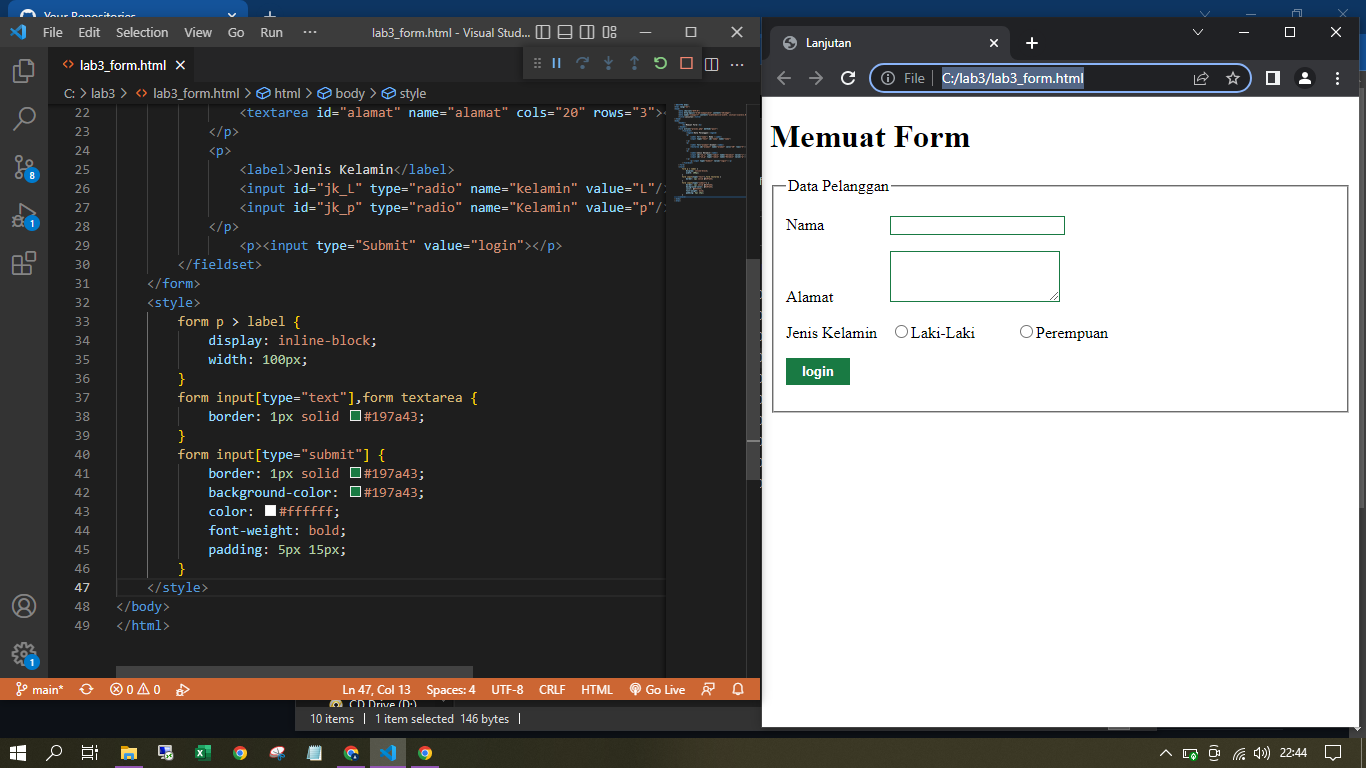 Your Repositories
File Edit Selection View Go Run ··· lab3_form.html - Visual Stud...
lab3_form.html
C: > lab3 > lab3_form.html > html > body > style
22 <textarea id="alamat" name="alamat" cols="20" rows="3"><
23 </p>
24 <p>
25 <label>Jenis Kelamin</label>
26 <input id="jk_L" type="radio" name="kelamin" value="L"/
27 <input id="jk_p" type="radio" name="Kelamin" value="p"/
28 </p>
29 <p><input type="Submit" value="login"></p>
30 </fieldset>
31 </form>
32 <style>
33 form p > label {
34 display: inline-block;
35 width: 100px;
36 }
37 form input[type="text"],form textarea {
38 border: 1px solid #197a43;
39 }
40 form input[type="submit"] {
41 border: 1px solid #197a43;
42 background-color: #197a43;
43 color: #ffffff;
44 font-weight: bold;
45 padding: 5px 15px;
46 }
47 </style>
48 </body>
49 </html>
8
1
1
main* 0 0 Ln 47, Col 13 Spaces: 4 UTF-8 CRLF HTML Go Live
CD Drive (D:)
10 items 1 item selected 146 bytes
Lanjutan
File C:/lab3/lab3_form.html
Memuat Form
Data Pelanggan
Nama
Alamat
Jenis Kelamin Laki-Laki Perempuan
login
22:44